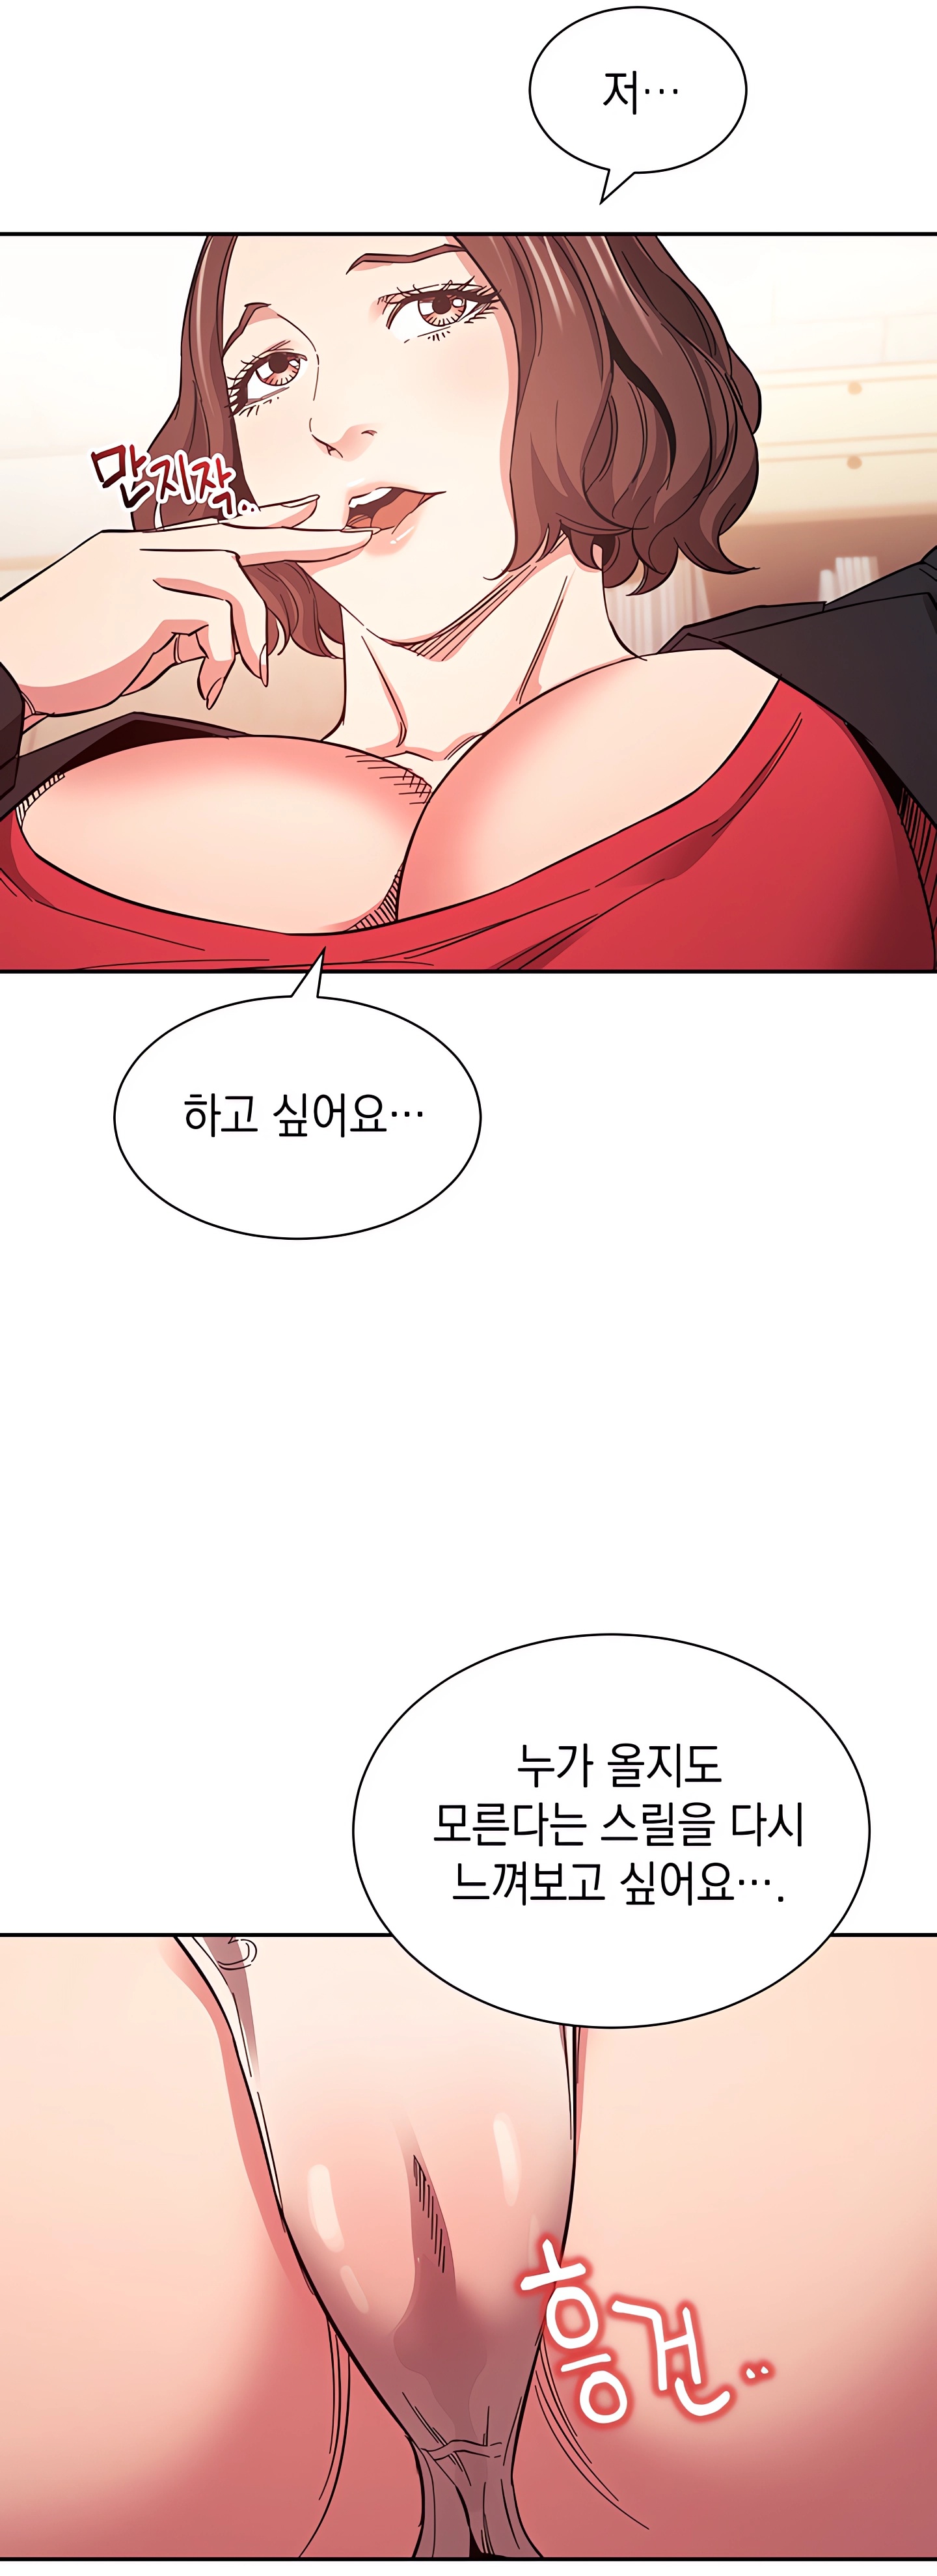 저…
만지작..
하고 싶어요…
누가 올지도
모른다는 스릴을 다시
느껴보고 싶어요….
흥건..